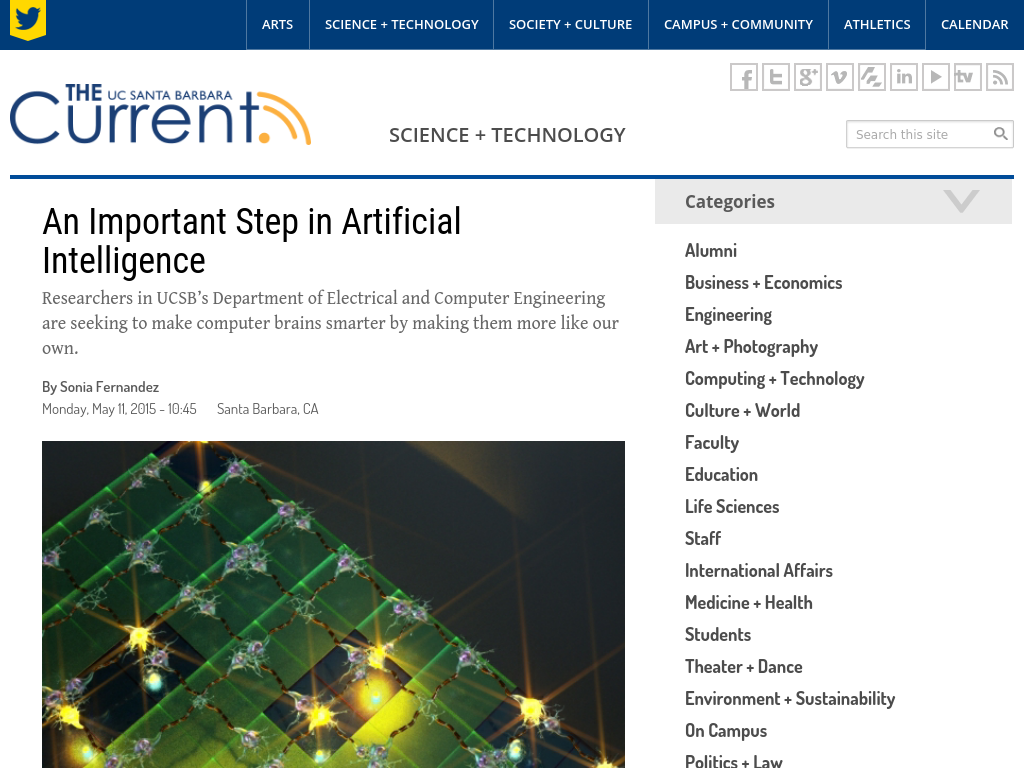 ARTS
SCIENCE + TECHNOLOGY
SOCIETY + CULTURE
CAMPUS + COMMUNITY
ATHLETICS
CALENDAR
THE UC SANTA BARBARA
Current
SCIENCE + TECHNOLOGY
Search this site
An Important Step in Artificial
Intelligence
Researchers in UCSB’s Department of Electrical and Computer Engineering
are seeking to make computer brains smarter by making them more like our
own.
By Sonia Fernandez
Monday, May 11, 2015 - 10:45 Santa Barbara, CA
Categories
Alumni
Business + Economics
Engineering
Art + Photography
Computing + Technology
Culture + World
Faculty
Education
Life Sciences
Staff
International Affairs
Medicine + Health
Students
Theater + Dance
Environment + Sustainability
On Campus
Politics + Law